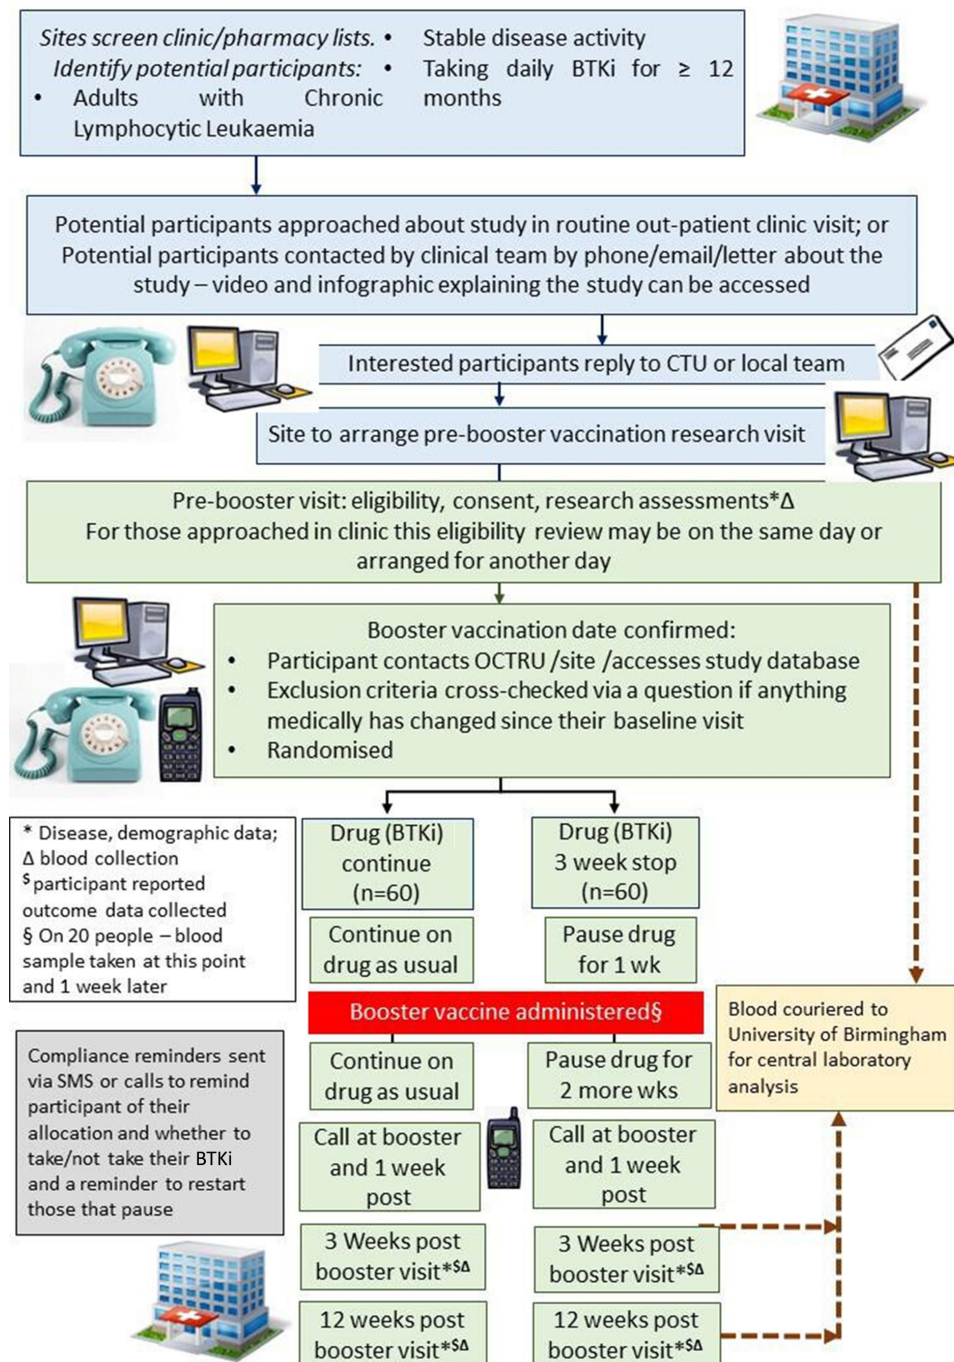 Sites screen clinic/pharmacy lists.
Identify potential participants:
• Adults with Chronic
Lymphocytic Leukaemia
• Stable disease activity
• Taking daily BTKi for ≥ 12
months
Potential participants approached about study in routine out-patient clinic visit; or
Potential participants contacted by clinical team by phone/email/letter about the
study – video and infographic explaining the study can be accessed
Interested participants reply to CTU or local team
Site to arrange pre-booster vaccination research visit
Pre-booster visit: eligibility, consent, research assessments*Δ
For those approached in clinic this eligibility review may be on the same day or
arranged for another day
Booster vaccination date confirmed:
• Participant contacts OCTRU /site /accesses study database
• Exclusion criteria cross-checked via a question if anything
medically has changed since their baseline visit
• Randomised
* Disease, demographic data;
Δ blood collection
$ participant reported
outcome data collected
§ On 20 people – blood
sample taken at this point
and 1 week later
Drug (BTKi)
continue
(n=60)
Drug (BTKi)
3 week stop
(n=60)
Continue on
drug as usual
Pause drug
for 1 wk
Booster vaccine administered§
Blood couriered to
University of Birmingham
for central laboratory
analysis
Compliance reminders sent
via SMS or calls to remind
participant of their
allocation and whether to
take/not take their BTKi
and a reminder to restart
those that pause
Continue on
drug as usual
Pause drug for
2 more wks
Call at booster
and 1 week
post
Call at booster
and 1 week
post
3 Weeks post
booster visit*$Δ
3 Weeks post
booster visit*$Δ
12 weeks post
booster visit*$Δ
12 weeks post
booster visit*$Δ